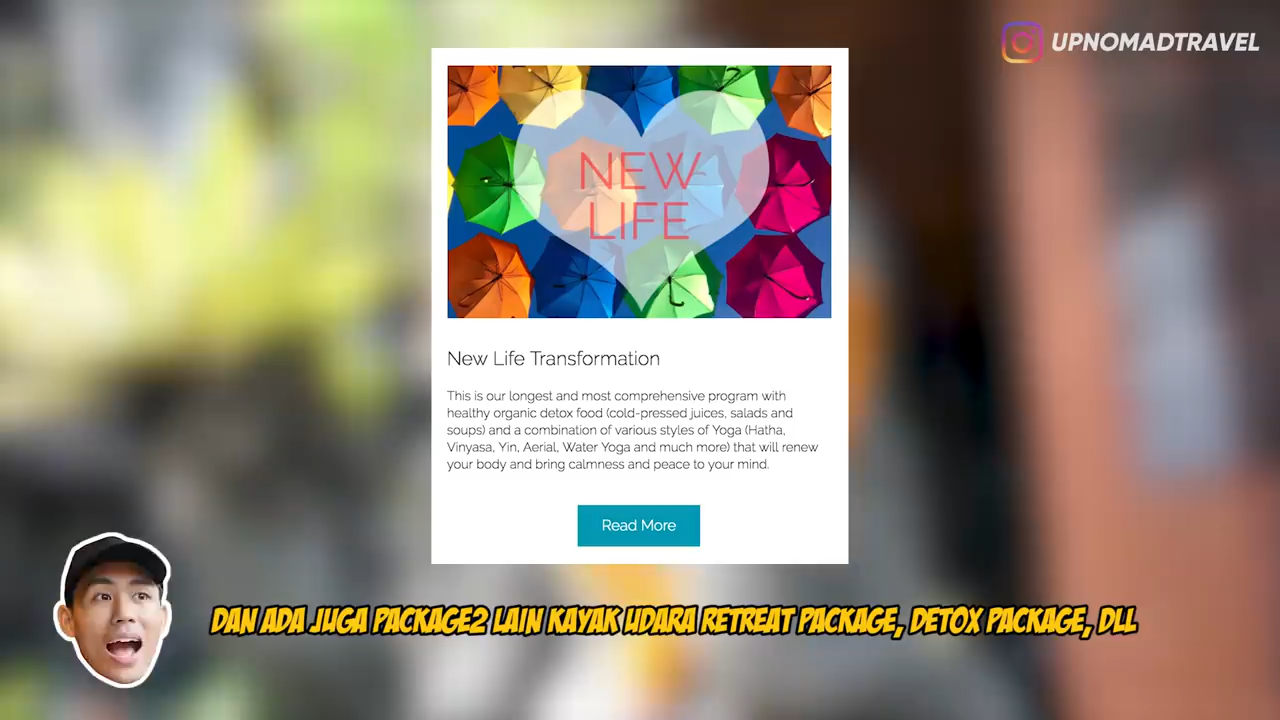 UPNOMADTRAVEL
NEW
LIFE
New Life Transformation
This is our longest and most comprehensive program with
healthy organic detox food (cold-pressed juices, salads and
soups) and a combination of various styles of Yoga (Hatha,
Vinyasa, Yin, Aerial, Water Yoga and much more) that will renew
your body and bring calmness and peace to your mind.
Read More
DAN ADA JUGA PACKAGE2 LAIN KAYAK UDARA RETREAT PACKAGE, DETOX PACKAGE, DLL